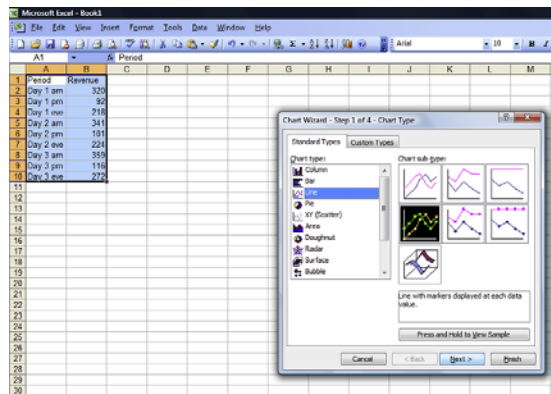 Microsoft Excel - Book1
File Edit View Insert Format Tools Data Window Help
Arial 10 B I
A1 fx Period
A B C D E F G H I J K L M
1 Period Revenue
2 Day 1 am 320
3 Day 1 pm 92
4 Day 1 eve 218
5 Day 2 am 341
6 Day 2 pm 101
7 Day 2 eve 224
8 Day 3 am 359
9 Day 3 pm 116
10 Day 3 eve 272
11
12
13
14
15
16
17
18
19
20
21
22
23
24
25
26
27
28
29
30
Chart Wizard - Step 1 of 4 - Chart Type
Standard Types Custom Types
Chart type: Chart sub-type:
Column
Bar
Line
Pie
XY (Scatter)
Area
Doughnut
Radar
Surface
Bubble
Line with markers displayed at each data
value.
Press and Hold to View Sample
Cancel < Back Next > Finish